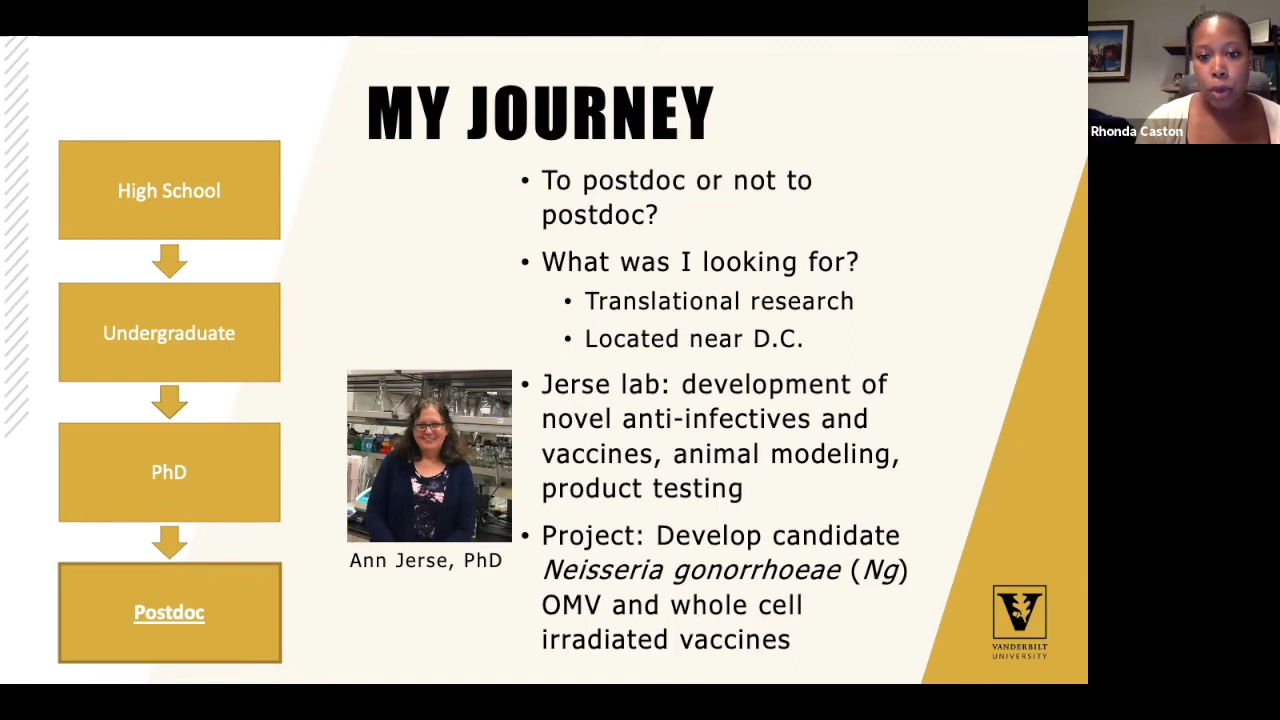 MY JOURNEY
High School
Undergraduate
PhD
Postdoc
• To postdoc or not to
postdoc?
• What was I looking for?
• Translational research
• Located near D.C.
• Jerse lab: development of
novel anti-infectives and
vaccines, animal modeling,
product testing
• Project: Develop candidate
Neisseria gonorrhoeae (Ng)
OMV and whole cell
irradiated vaccines
Ann Jerse, PhD
V
VANDERBILT
UNIVERSITY
Rhonda Caston